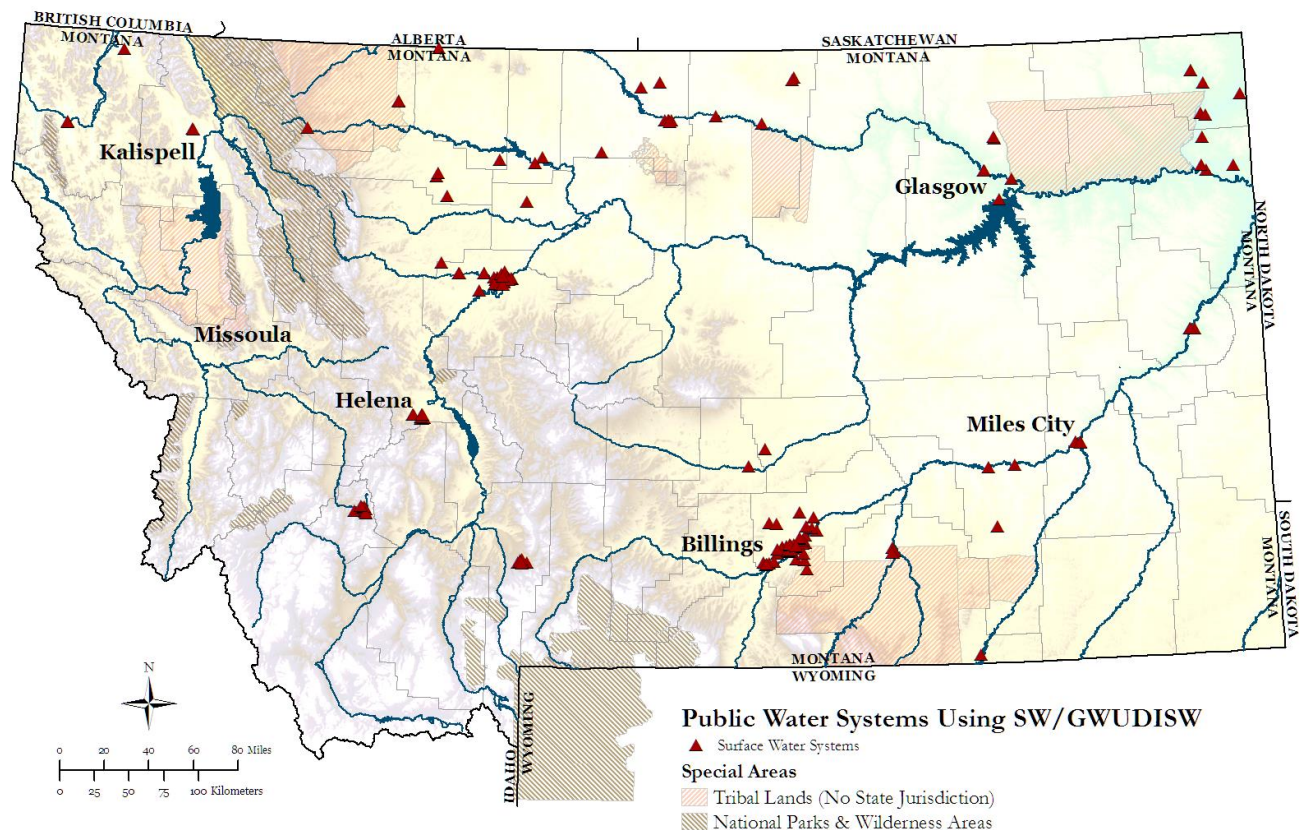 BRITISH COLUMBIA
MONTANA
ALBERTA
MONTANA
SASKATCHEWAN
MONTANA
Kalispell
Glasgow
NORTH DAKOTA
MONTANA
Missoula
Helena
Miles City
Billings
SOUTH DAKOTA
MONTANA
MONTANA
WYOMING
IDAHO
WYOMING
N
0 20 40 60 80 Miles
0 25 50 75 100 Kilometers
Public Water Systems Using SW/GWUDISW
Surface Water Systems
Special Areas
Tribal Lands (No State Jurisdiction)
National Parks & Wilderness Areas